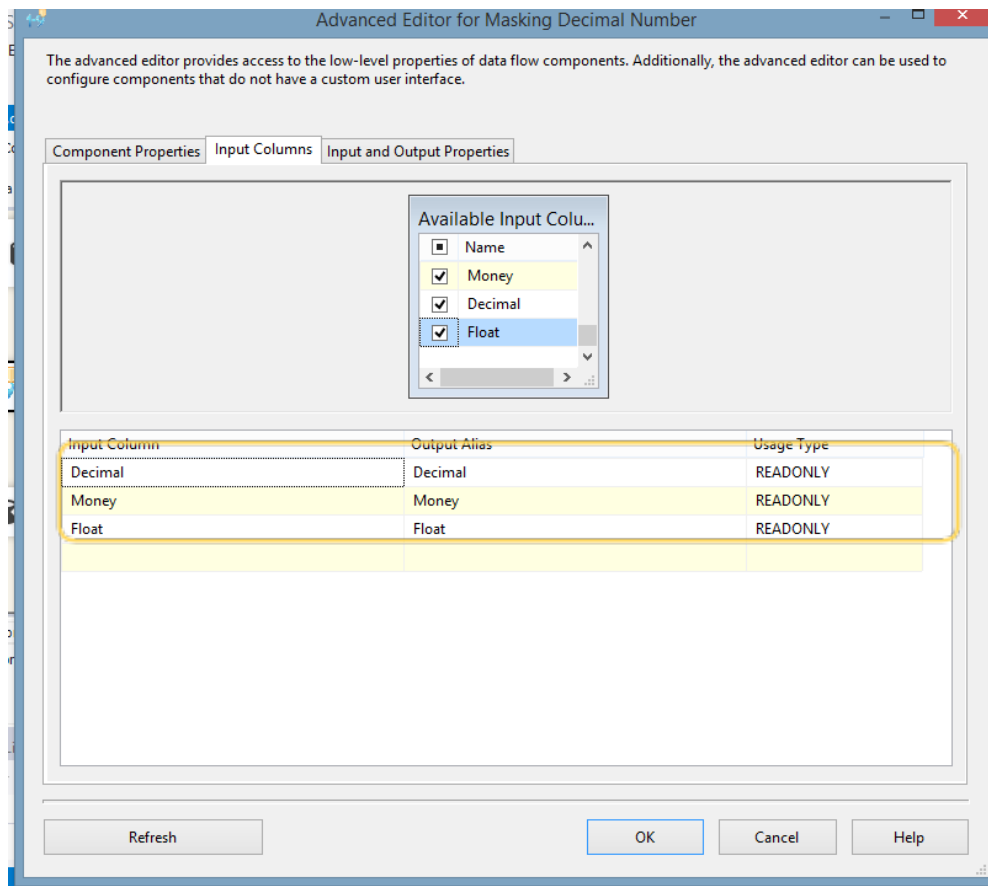 Advanced Editor for Masking Decimal Number
The advanced editor provides access to the low-level properties of data flow components. Additionally, the advanced editor can be used to
configure components that do not have a custom user interface.
Component Properties Input Columns Input and Output Properties
Available Input Colu...
Name
Money
Decimal
Float
Input Column Output Alias Usage Type
Decimal Decimal READONLY
Money Money READONLY
Float Float READONLY
Refresh OK Cancel Help